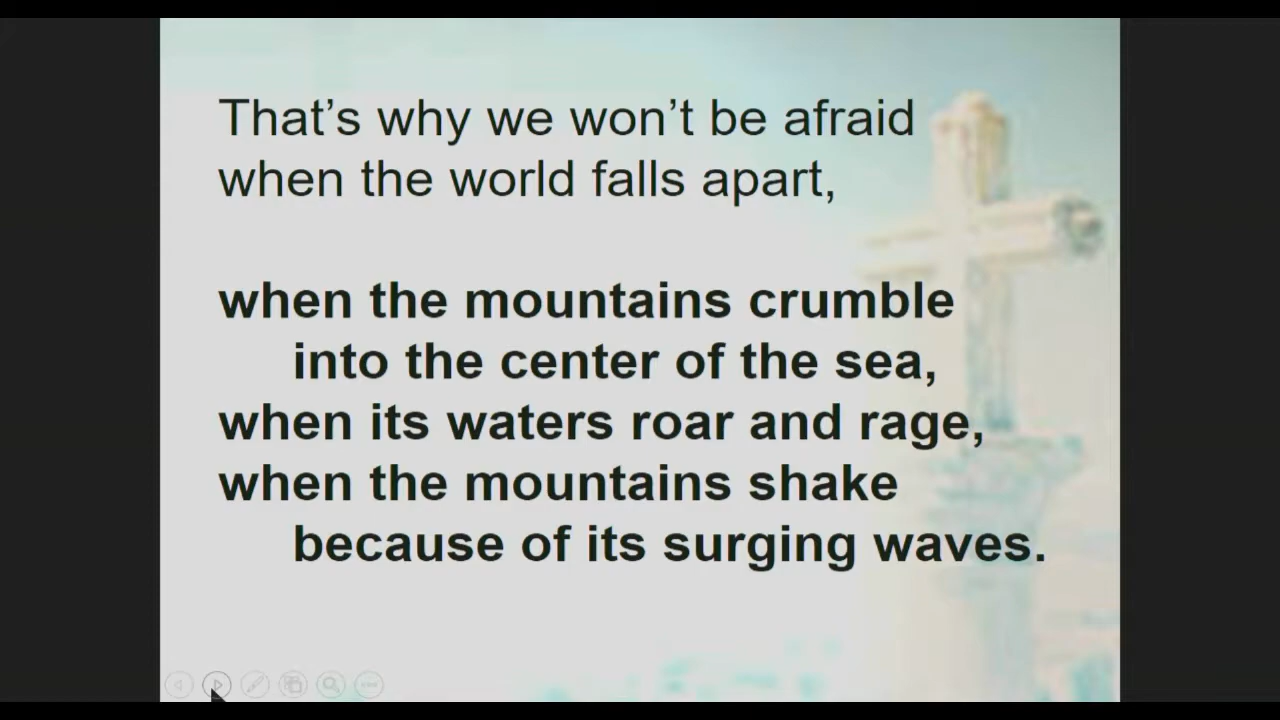 That’s why we won’t be afraid
when the world falls apart,
when the mountains crumble
into the center of the sea,
when its waters roar and rage,
when the mountains shake
because of its surging waves.